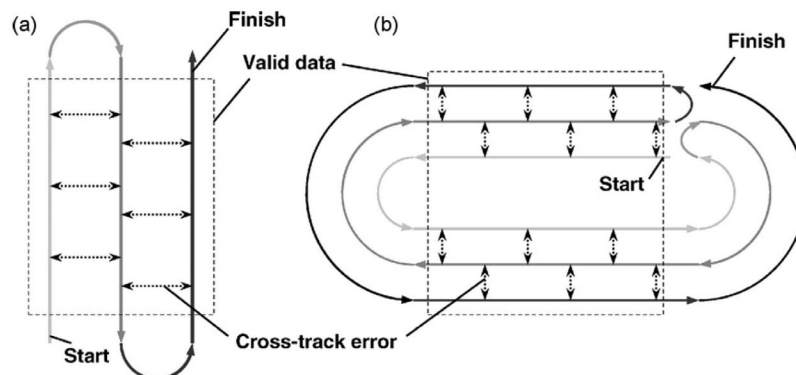 (a)
Finish
Valid data
(b)
Finish
Start
Start
Cross-track error